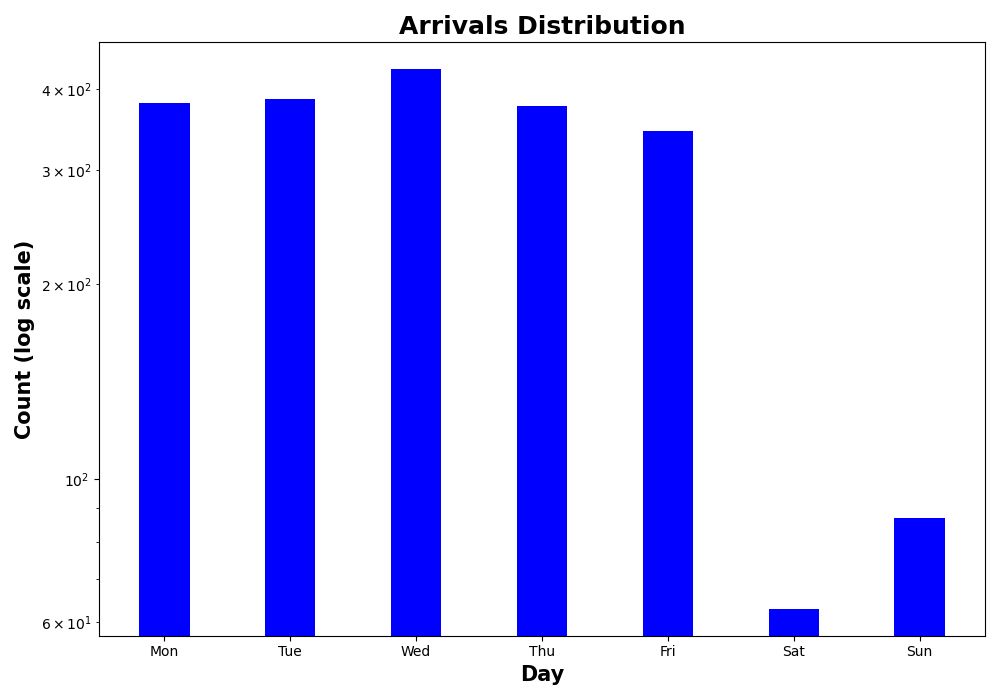 Arrivals Distribution
Count (log scale)
4 × 10²
3 × 10²
2 × 10²
10²
6 × 10¹
Mon Tue Wed Thu Fri Sat Sun
Day